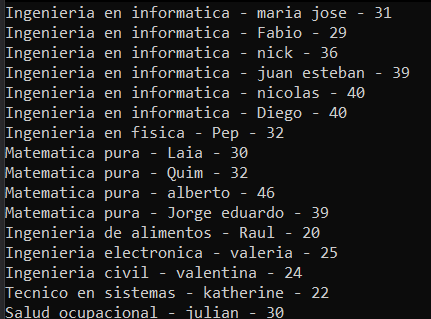 Ingenieria en informatica - maria jose - 31
Ingenieria en informatica - Fabio - 29
Ingenieria en informatica - nick - 36
Ingenieria en informatica - juan esteban - 39
Ingenieria en informatica - nicolas - 40
Ingenieria en informatica - Diego - 40
Ingenieria en fisica - Pep - 32
Matematica pura - Laia - 30
Matematica pura - Quim - 32
Matematica pura - alberto - 46
Matematica pura - Jorge eduardo - 39
Ingenieria de alimentos - Raul - 20
Ingenieria electronica - valeria - 25
Ingenieria civil - valentina - 24
Tecnico en sistemas - katherine - 22
Salud ocupacional - julian - 30